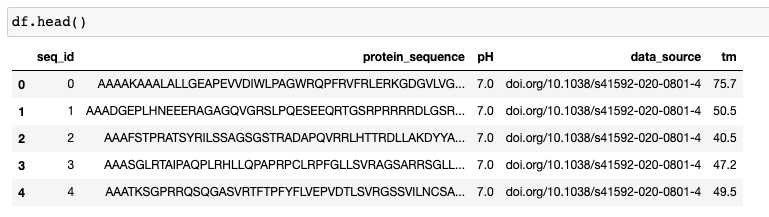 df.head()
seq_id protein_sequence pH data_source tm
0 0 AAAAKAAALALLGEAPEVVDIWLPAGWRQPFRVFRLERKGDGVLVG... 7.0 doi.org/10.1038/s41592-020-0801-4 75.7
1 1 AAADGEPLHNEEERAGAGQVGRSLPQESEEQRTGSRPRRRRDLGSR... 7.0 doi.org/10.1038/s41592-020-0801-4 50.5
2 2 AAAFSTPRATSYRILSSAGSGSTRADAPQVRRLHTTRDLLAKDYYA... 7.0 doi.org/10.1038/s41592-020-0801-4 40.5
3 3 AAASGLRTAIPAQPLRHLLQPAPRPCLRPFGLLSVRAGSARRSGLL... 7.0 doi.org/10.1038/s41592-020-0801-4 47.2
4 4 AAATKSGPRRQSQGASVRTFTPFYFLVEPVDTLSVRGSSVILNCSA... 7.0 doi.org/10.1038/s41592-020-0801-4 49.5